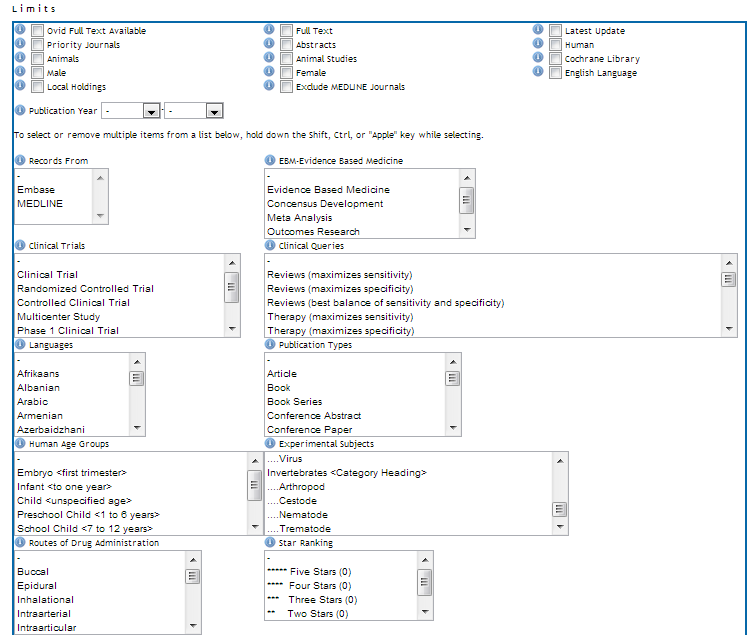 Limits
Ovid Full Text Available
Full Text
Latest Update
Priority Journals
Abstracts
Human
Animals
Animal Studies
Cochrane Library
Male
Female
English Language
Local Holdings
Exclude MEDLINE Journals
Publication Year - -
To select or remove multiple items from a list below, hold down the Shift, Ctrl, or "Apple" key while selecting.
Records From
-
Embase
MEDLINE
EBM-Evidence Based Medicine
-
Evidence Based Medicine
Concensus Development
Meta Analysis
Outcomes Research
Clinical Trials
-
Clinical Trial
Randomized Controlled Trial
Controlled Clinical Trial
Multicenter Study
Phase 1 Clinical Trial
Clinical Queries
-
Reviews (maximizes sensitivity)
Reviews (maximizes specificity)
Reviews (best balance of sensitivity and specificity)
Therapy (maximizes sensitivity)
Therapy (maximizes specificity)
Languages
-
Afrikaans
Albanian
Arabic
Armenian
Azerbaidzhani
Publication Types
-
Article
Book
Book Series
Conference Abstract
Conference Paper
Human Age Groups
-
Embryo <first trimester>
Infant <to one year>
Child <unspecified age>
Preschool Child <1 to 6 years>
School Child <7 to 12 years>
Experimental Subjects
....Virus
Invertebrates <Category Heading>
....Arthropod
....Cestode
....Nematode
....Trematode
Routes of Drug Administration
-
Buccal
Epidural
Inhalational
Intraarterial
Intraarticular
Star Ranking
-
***** Five Stars (0)
**** Four Stars (0)
*** Three Stars (0)
** Two Stars (0)